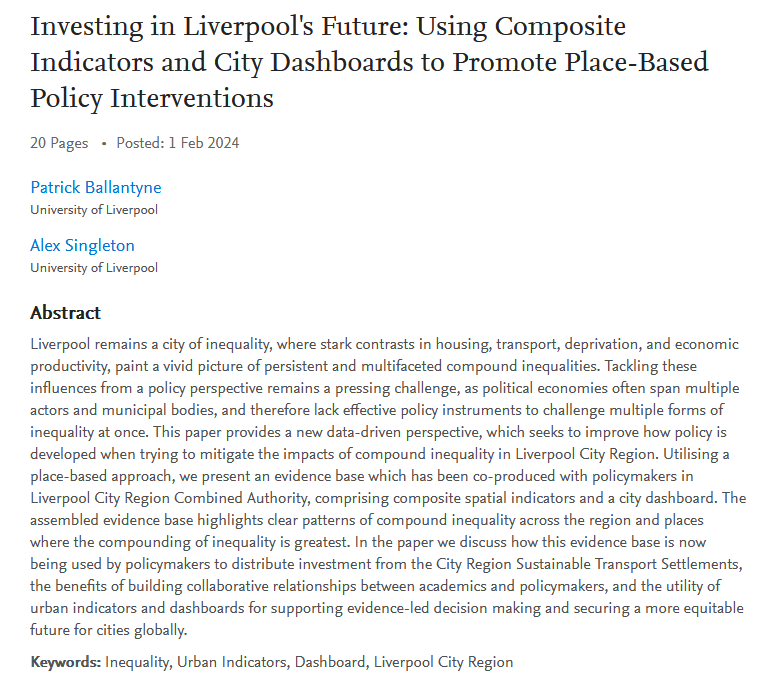 Investing in Liverpool's Future: Using Composite
Indicators and City Dashboards to Promote Place-Based
Policy Interventions
20 Pages • Posted: 1 Feb 2024
Patrick Ballantyne
University of Liverpool
Alex Singleton
University of Liverpool
Abstract
Liverpool remains a city of inequality, where stark contrasts in housing, transport, deprivation, and economic
productivity, paint a vivid picture of persistent and multifaceted compound inequalities. Tackling these
influences from a policy perspective remains a pressing challenge, as political economies often span multiple
actors and municipal bodies, and therefore lack effective policy instruments to challenge multiple forms of
inequality at once. This paper provides a new data-driven perspective, which seeks to improve how policy is
developed when trying to mitigate the impacts of compound inequality in Liverpool City Region. Utilising a
place-based approach, we present an evidence base which has been co-produced with policymakers in
Liverpool City Region Combined Authority, comprising composite spatial indicators and a city dashboard. The
assembled evidence base highlights clear patterns of compound inequality across the region and places
where the compounding of inequality is greatest. In the paper we discuss how this evidence base is now
being used by policymakers to distribute investment from the City Region Sustainable Transport Settlements,
the benefits of building collaborative relationships between academics and policymakers, and the utility of
urban indicators and dashboards for supporting evidence-led decision making and securing a more equitable
future for cities globally.
Keywords: Inequality, Urban Indicators, Dashboard, Liverpool City Region